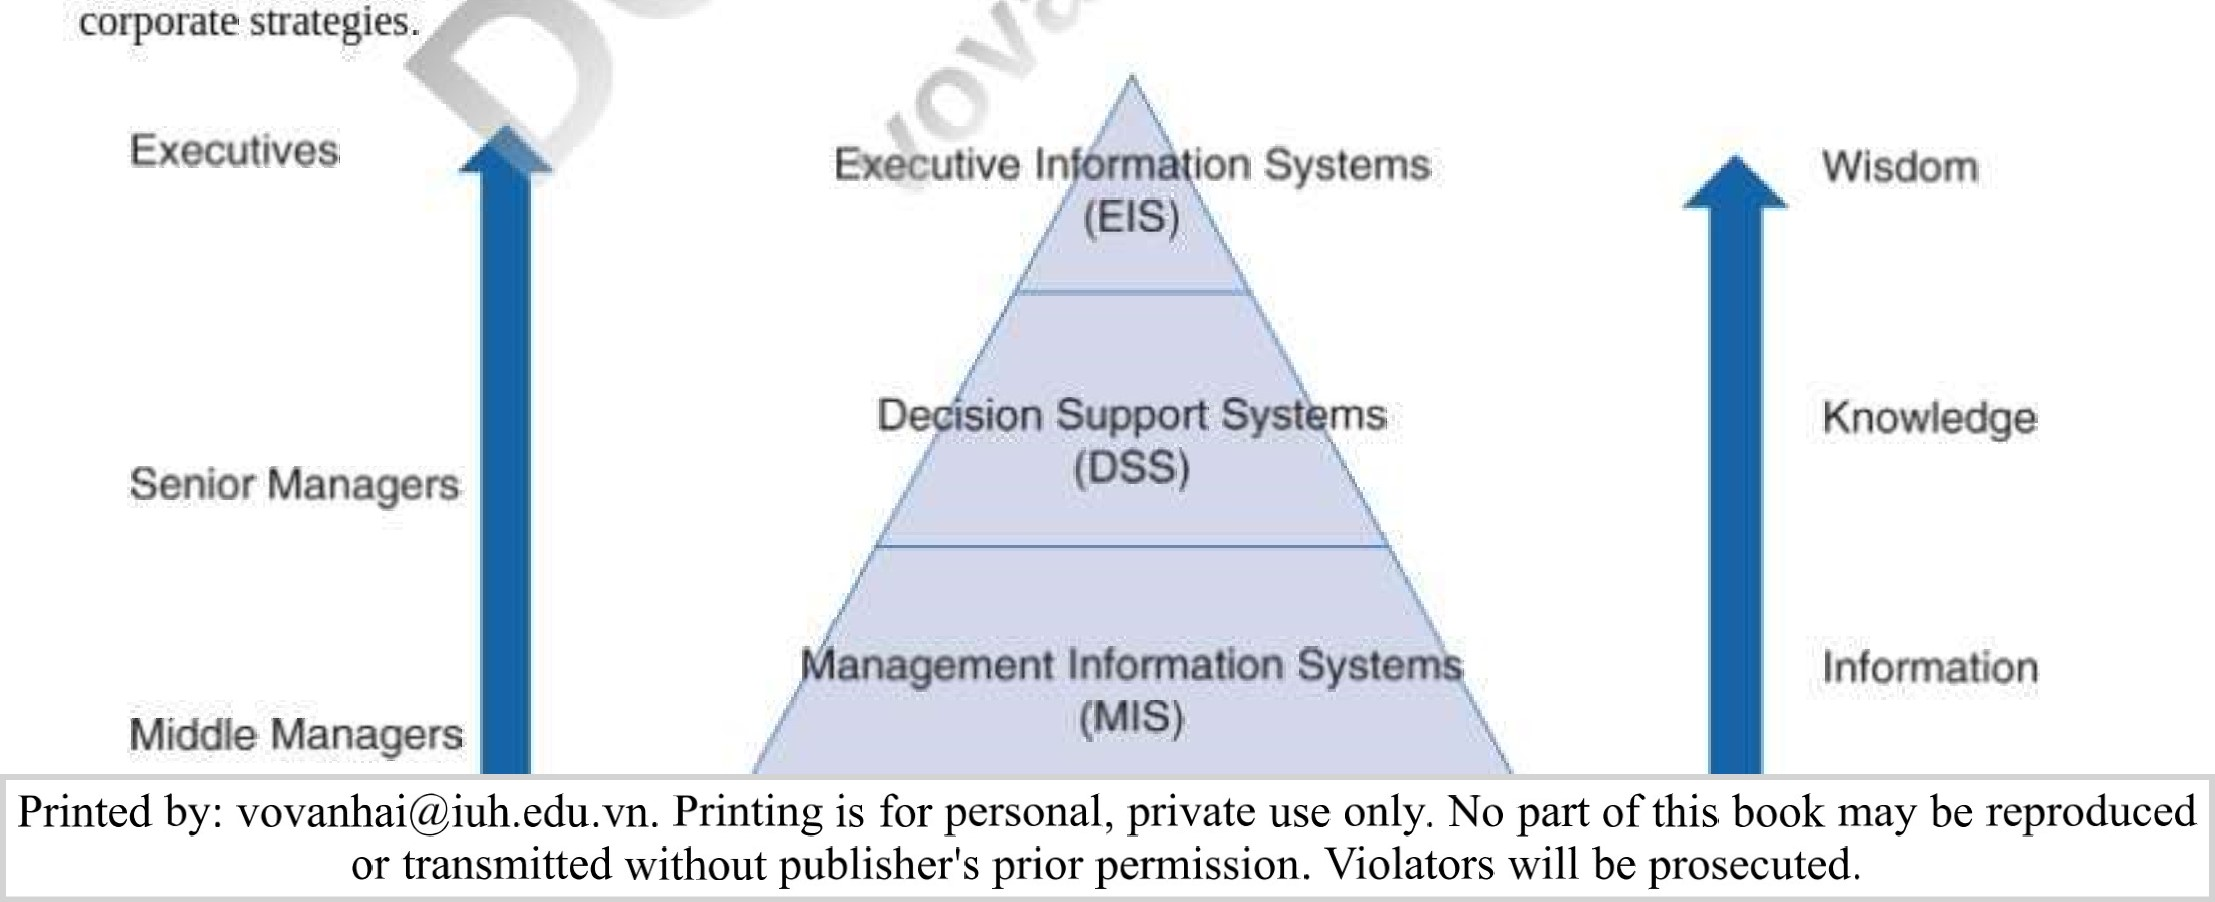 corporate strategies.
Executives
Executive Information Systems
(EIS)
Wisdom
Decision Support Systems
(DSS)
Knowledge
Senior Managers
Management Information Systems
(MIS)
Information
Middle Managers
Printed by: vovanhai@iuh.edu.vn. Printing is for personal, private use only. No part of this book may be reproduced
or transmitted without publisher's prior permission. Violators will be prosecuted.